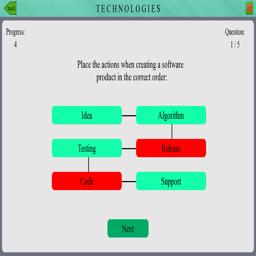 Back
TECHNOLOGIES
Progress:
4
Question:
1 / 5
Place the actions when creating a software
product in the correct order:
Idea
Algorithm
Testing
Release
Code
Support
Next